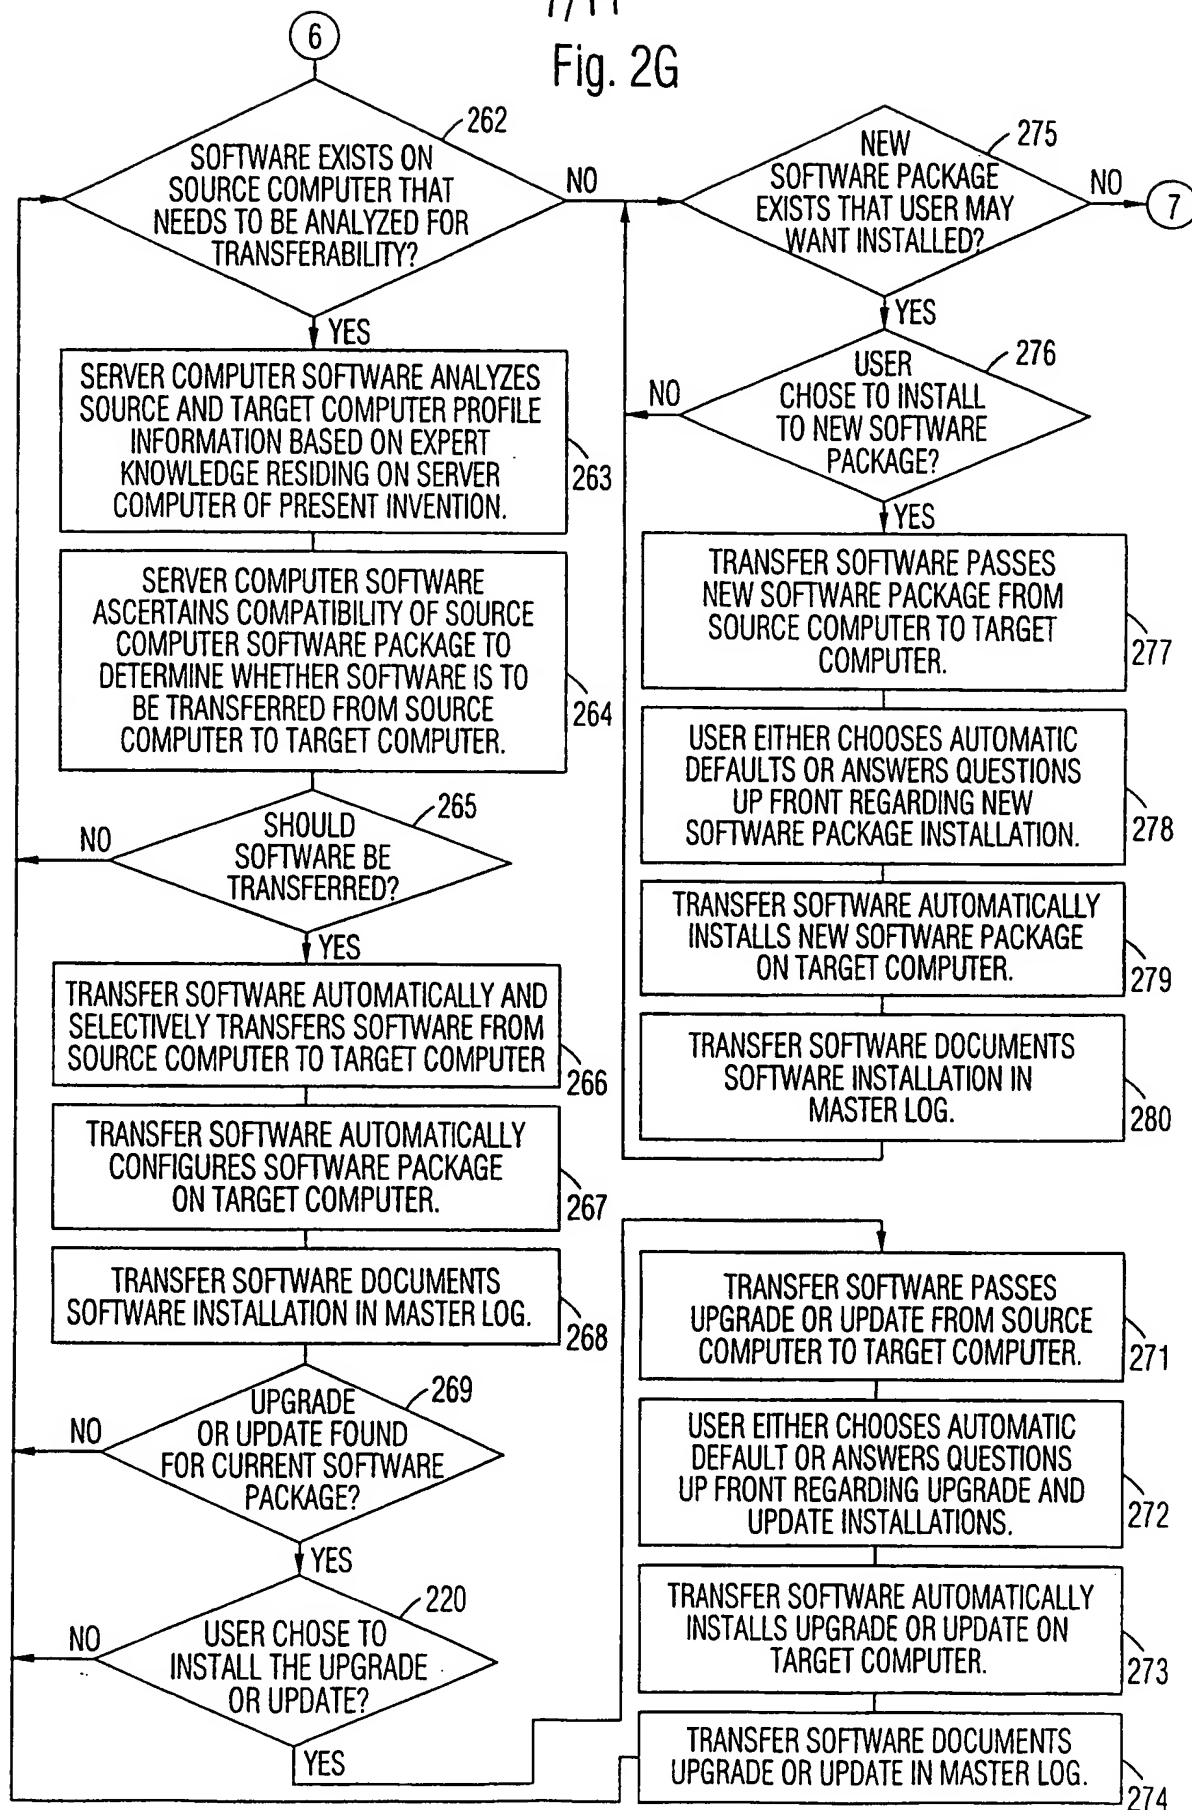 6
Fig. 2G
262
SOFTWARE EXISTS ON
SOURCE COMPUTER THAT
NEEDS TO BE ANALYZED FOR
TRANSFERABILITY?
NO
YES
SERVER COMPUTER SOFTWARE ANALYZES
SOURCE AND TARGET COMPUTER PROFILE
INFORMATION BASED ON EXPERT
KNOWLEDGE RESIDING ON SERVER
COMPUTER OF PRESENT INVENTION.
263
SERVER COMPUTER SOFTWARE
ASCERTAINS COMPATIBILITY OF SOURCE
COMPUTER SOFTWARE PACKAGE TO
DETERMINE WHETHER SOFTWARE IS TO
BE TRANSFERRED FROM SOURCE
COMPUTER TO TARGET COMPUTER.
264
265
SHOULD
SOFTWARE BE
TRANSFERRED?
NO
YES
TRANSFER SOFTWARE AUTOMATICALLY AND
SELECTIVELY TRANSFERS SOFTWARE FROM
SOURCE COMPUTER TO TARGET COMPUTER
266
TRANSFER SOFTWARE AUTOMATICALLY
CONFIGURES SOFTWARE PACKAGE
ON TARGET COMPUTER.
267
TRANSFER SOFTWARE DOCUMENTS
SOFTWARE INSTALLATION IN MASTER LOG.
268
269
UPGRADE
OR UPDATE FOUND
FOR CURRENT SOFTWARE
PACKAGE?
NO
YES
220
USER CHOSE TO
INSTALL THE UPGRADE
OR UPDATE?
NO
YES
275
NEW
SOFTWARE PACKAGE
EXISTS THAT USER MAY
WANT INSTALLED?
NO
7
YES
276
USER
CHOSE TO INSTALL
TO NEW SOFTWARE
PACKAGE?
NO
YES
TRANSFER SOFTWARE PASSES
NEW SOFTWARE PACKAGE FROM
SOURCE COMPUTER TO TARGET
COMPUTER.
277
USER EITHER CHOOSES AUTOMATIC
DEFAULTS OR ANSWERS QUESTIONS
UP FRONT REGARDING NEW
SOFTWARE PACKAGE INSTALLATION.
278
TRANSFER SOFTWARE AUTOMATICALLY
INSTALLS NEW SOFTWARE PACKAGE
ON TARGET COMPUTER.
279
TRANSFER SOFTWARE DOCUMENTS
SOFTWARE INSTALLATION IN
MASTER LOG.
280
TRANSFER SOFTWARE PASSES
UPGRADE OR UPDATE FROM SOURCE
COMPUTER TO TARGET COMPUTER.
271
USER EITHER CHOOSES AUTOMATIC
DEFAULT OR ANSWERS QUESTIONS
UP FRONT REGARDING UPGRADE AND
UPDATE INSTALLATIONS.
272
TRANSFER SOFTWARE AUTOMATICALLY
INSTALLS UPGRADE OR UPDATE ON
TARGET COMPUTER.
273
TRANSFER SOFTWARE DOCUMENTS
UPGRADE OR UPDATE IN MASTER LOG.
274